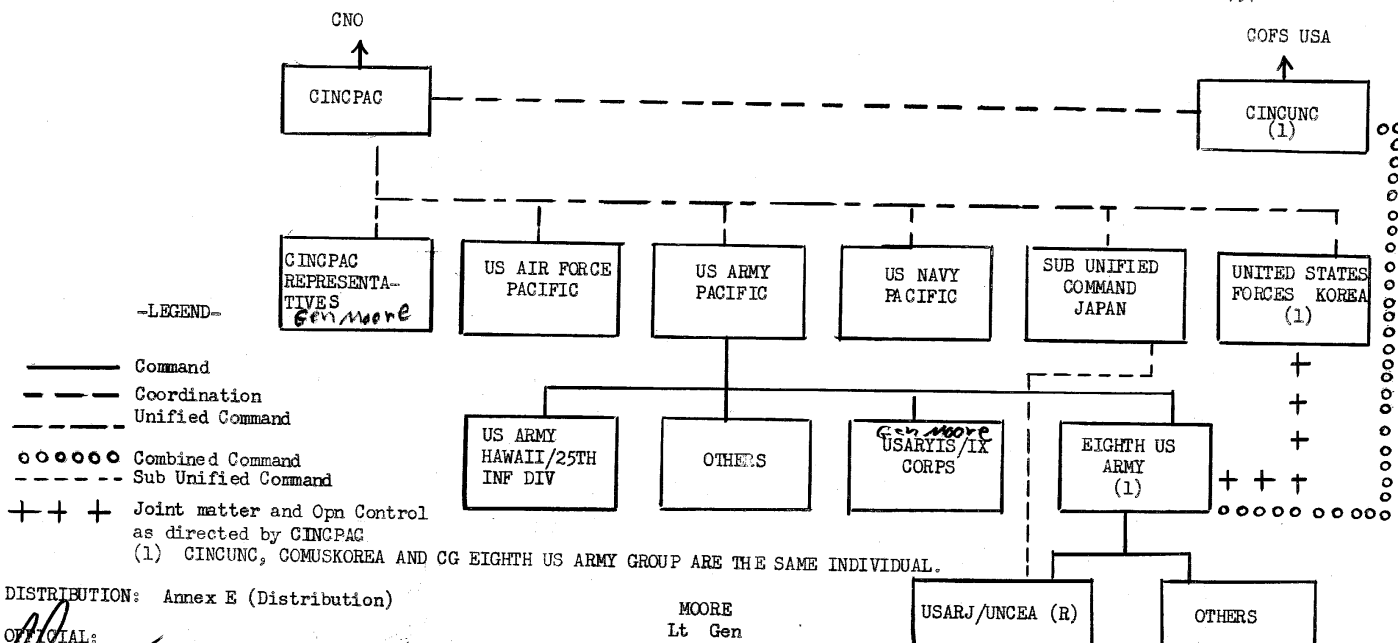 CNO
COFS USA
CINCPAC
CINCUNC
(1)
CINCPAC
REPRESENTA-
TIVES
Gen Moore
US AIR FORCE
PACIFIC
US ARMY
PACIFIC
US NAVY
PACIFIC
SUB UNIFIED
COMMAND
JAPAN
UNITED STATES
FORCES KOREA
(1)
-LEGEND-
Command
Coordination
Unified Command
Combined Command
Sub Unified Command
Joint matter and Opn Control
as directed by CINCPAC
US ARMY
HAWAII/25TH
INF DIV
OTHERS
Gen Moore
USARYIS/IX
CORPS
EIGHTH US
ARMY
(1)
(1) CINCUNC, COMUSKOREA AND CG EIGHTH US ARMY GROUP ARE THE SAME INDIVIDUAL.
DISTRIBUTION: Annex E (Distribution)
OFFICIAL:
MOORE
Lt Gen
USARJ/UNCEA (R)
OTHERS